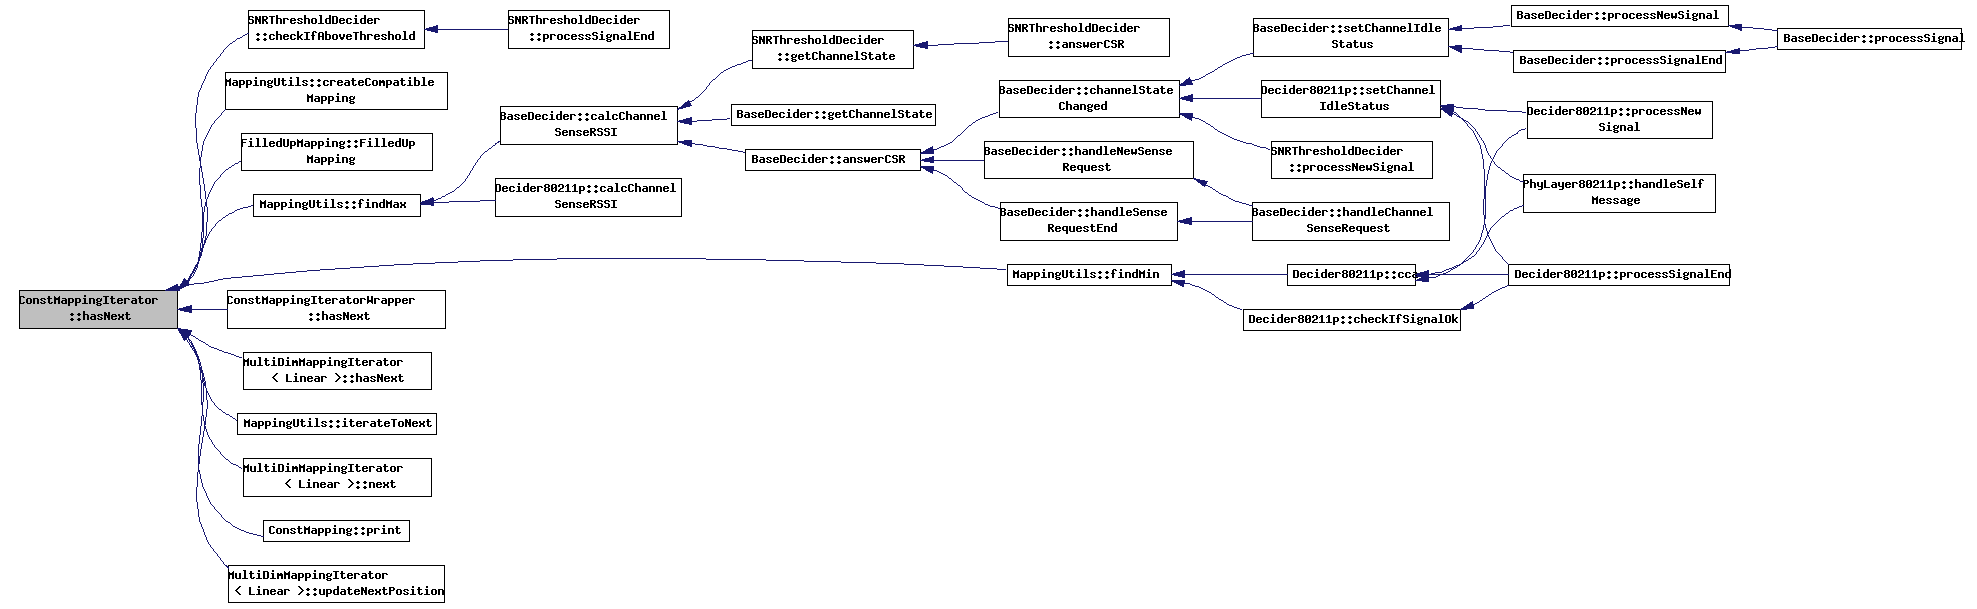 ConstMappingIterator
::hasNext
SNRThresholdDecider
::checkIfAboveThreshold
SNRThresholdDecider
::processSignalEnd
MappingUtils::createCompatible
Mapping
FilledUpMapping::FilledUp
Mapping
MappingUtils::findMax
BaseDecider::calcChannel
SenseRSSI
Decider80211p::calcChannel
SenseRSSI
SNRThresholdDecider
::getChannelState
BaseDecider::getChannelState
BaseDecider::answerCSR
SNRThresholdDecider
::answerCSR
BaseDecider::channelState
Changed
BaseDecider::handleNewSense
Request
BaseDecider::handleSense
RequestEnd
BaseDecider::setChannelIdle
Status
Decider80211p::setChannel
IdleStatus
SNRThresholdDecider
::processNewSignal
BaseDecider::handleChannel
SenseRequest
BaseDecider::processNewSignal
BaseDecider::processSignalEnd
BaseDecider::processSignal
Decider80211p::processNew
Signal
PhyLayer80211p::handleSelf
Message
Decider80211p::processSignalEnd
MappingUtils::findMin
Decider80211p::cca
Decider80211p::checkIfSignalOk
ConstMappingIteratorWrapper
::hasNext
MultiDimMappingIterator
< Linear >::hasNext
MappingUtils::iterateToNext
MultiDimMappingIterator
< Linear >::next
ConstMapping::print
MultiDimMappingIterator
< Linear >::updateNextPosition